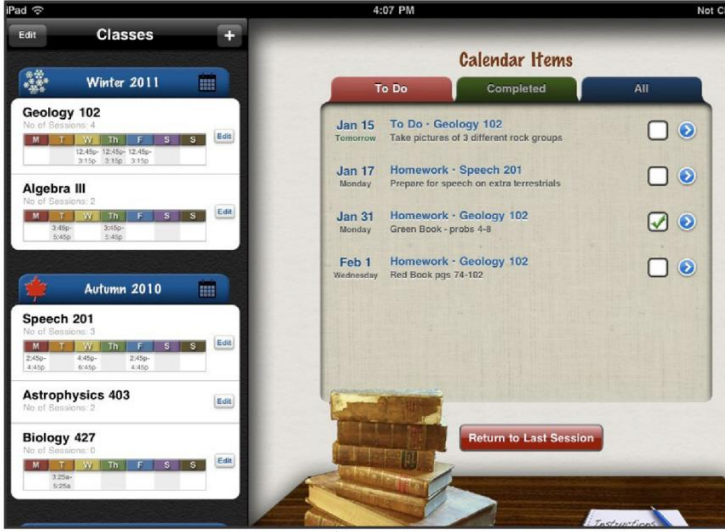 iPad 4:07 PM Not C
Edit Classes +
Winter 2011
Geology 102
No of Sessions: 4
Edit
M T W Th F S S
12:45p- 12:45p- 12:45p-
3:15p 3:15p 3:15p
Algebra III
No of Sessions: 2
Edit
M T W Th F S S
3:45p- 3:45p-
5:45p 5:45p
Autumn 2010
Speech 201
No of Sessions: 3
Edit
M T W Th F S S
2:45p- 4:45p- 2:45p-
4:45p 6:45p 4:45p
Astrophysics 403
No of Sessions: 2
Edit
Biology 427
No of Sessions: 0
Edit
M T W Th F S S
3:25a-
5:25a
Calendar Items
To Do Completed All
Jan 15 To Do - Geology 102
Tomorrow Take pictures of 3 different rock groups
Jan 17 Homework - Speech 201
Monday Prepare for speech on extra terrestrials
Jan 31 Homework - Geology 102
Monday Green Book - probs 4-8
Feb 1 Homework - Geology 102
Wednesday Red Book pgs 74-102
Return to Last Session
Instructions